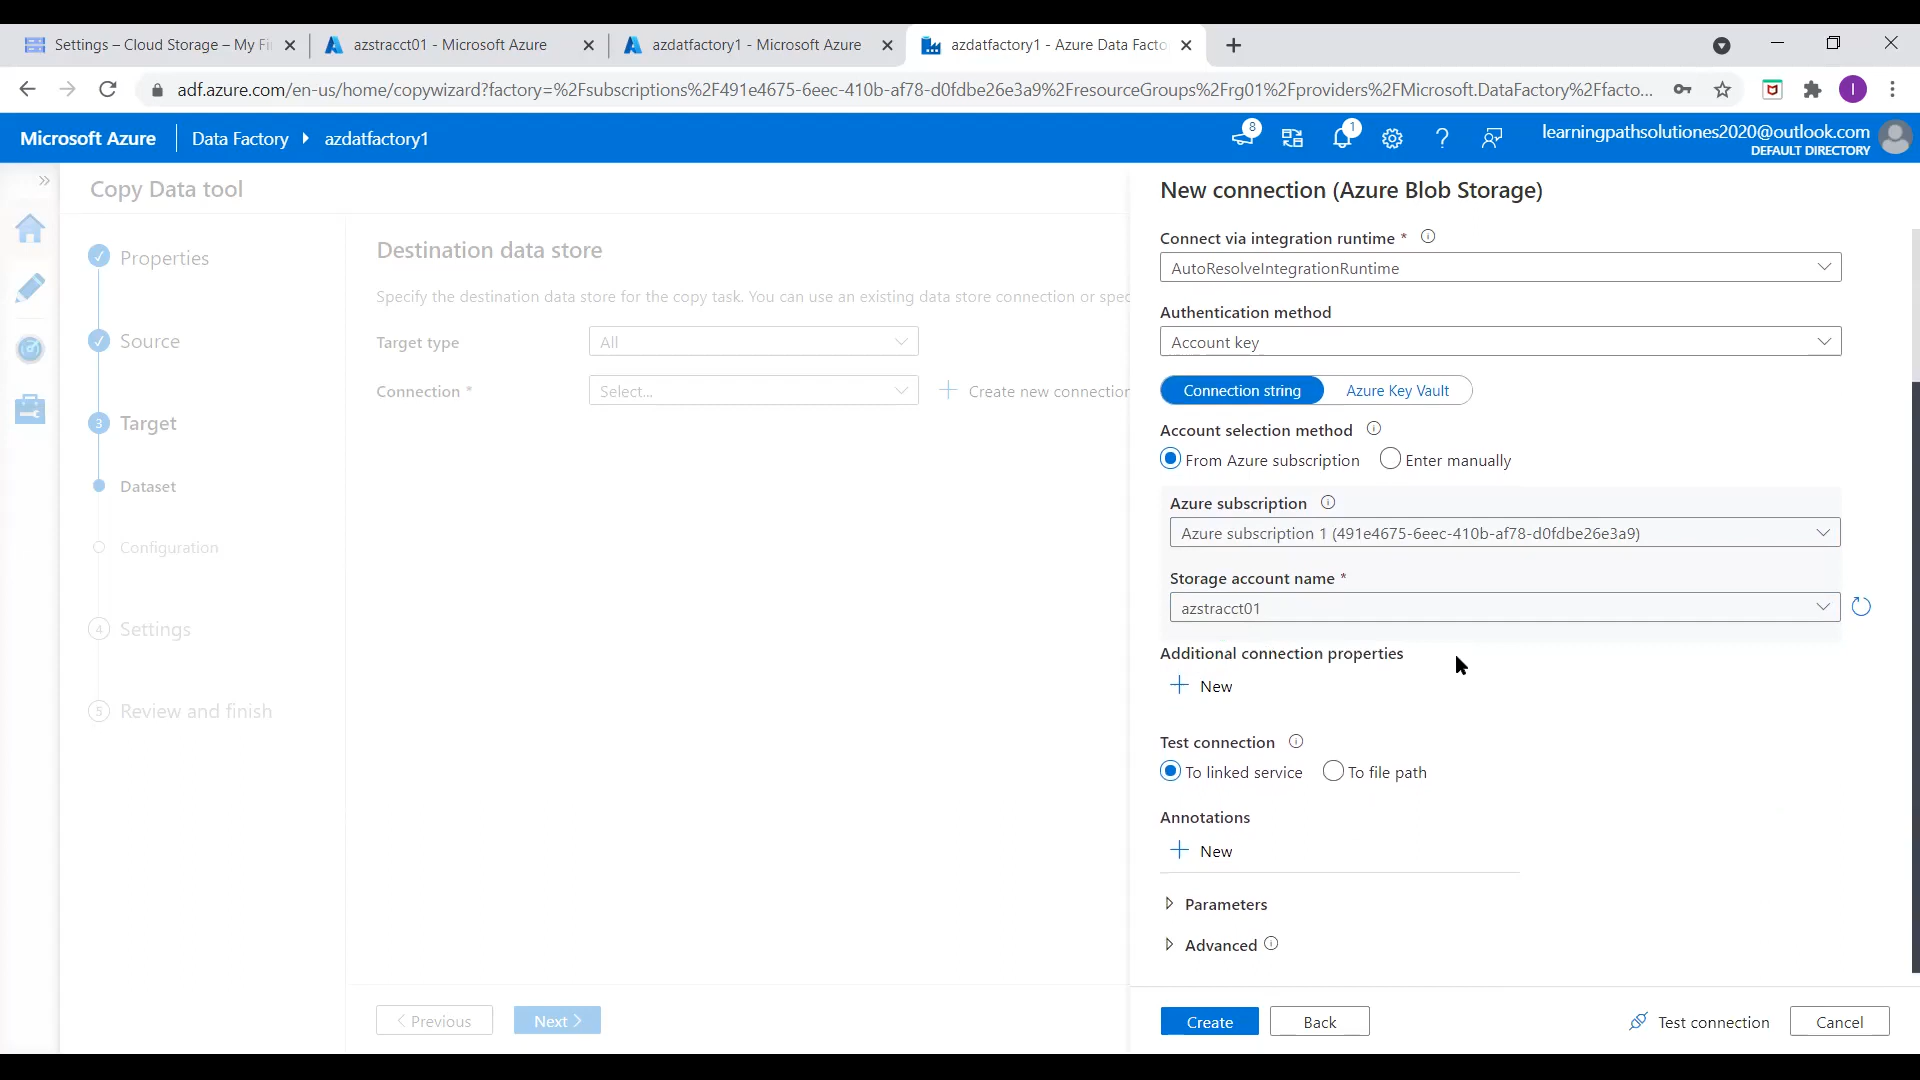 Settings – Cloud Storage – My Fi
azstracct01 - Microsoft Azure
azdatfactory1 - Microsoft Azure
azdatfactory1 - Azure Data Facto
adf.azure.com/en-us/home/copywizard?factory=%2Fsubscriptions%2F491e4675-6eec-410b-af78-d0fdbe26e3a9%2FresourceGroups%2Frg01%2Fproviders%2FMicrosoft.DataFactory%2Ffacto...
I
Microsoft Azure
Data Factory
azdatfactory1
8
1
learningpathsolutiones2020@outlook.com
DEFAULT DIRECTORY
Copy Data tool
Properties
Source
3 Target
Dataset
Configuration
4 Settings
5 Review and finish
Destination data store
Specify the destination data store for the copy task. You can use an existing data store connection or spec
Target type
All
Connection *
Select...
Create new connection
Previous
Next
New connection (Azure Blob Storage)
Connect via integration runtime *
AutoResolveIntegrationRuntime
Authentication method
Account key
Connection string
Azure Key Vault
Account selection method
From Azure subscription
Enter manually
Azure subscription
Azure subscription 1 (491e4675-6eec-410b-af78-d0fdbe26e3a9)
Storage account name *
azstracct01
Additional connection properties
New
Test connection
To linked service
To file path
Annotations
New
Parameters
Advanced
Create
Back
Test connection
Cancel